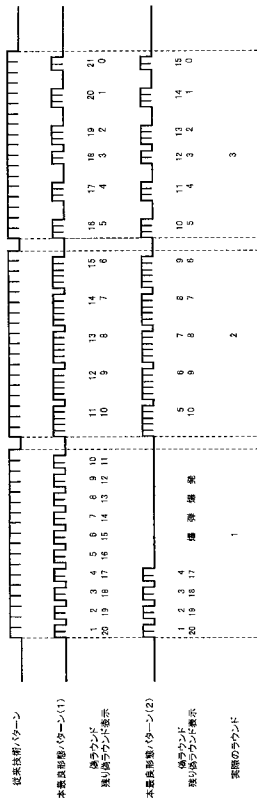 従来技術パターン
本最良形態パターン(1)
偽ラウンド 1 2 3 4 5 6 7 8 9 10 11 12 13 14 15 16 17 18 19 20 21
残り偽ラウンド表示 20 19 18 17 16 15 14 13 12 11 10 9 8 7 6 5 4 3 2 1 0
本最良形態パターン(2)
偽ラウンド 1 2 3 4 爆弾爆発 5 6 7 8 9 10 11 12 13 14 15
残り偽ラウンド表示 20 19 18 17 10 9 8 7 6 5 4 3 2 1 0
実際のラウンド 1 2 3